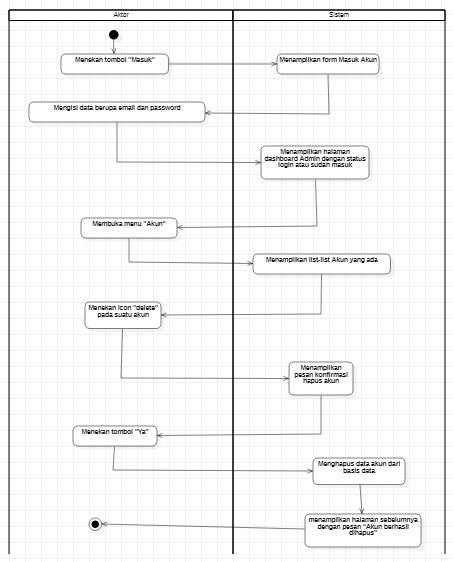 Aktor
Sistem
Menekan tombol "Masuk"
Menampilkan form Masuk Akun
Mengisi data berupa email dan password
Menampilkan halaman
dashboard Admin dengan status
login atau sudah masuk
Membuka menu "Akun"
Menampilkan list-list Akun yang ada
Menekan icon "delete"
pada suatu akun
Menampilkan
pesan konfirmasi
hapus akun
Menekan tombol "Ya"
Menghapus data akun dari
basis data
menampilkan halaman sebelumnya
dengan pesan "Akun berhasil
dihapus"